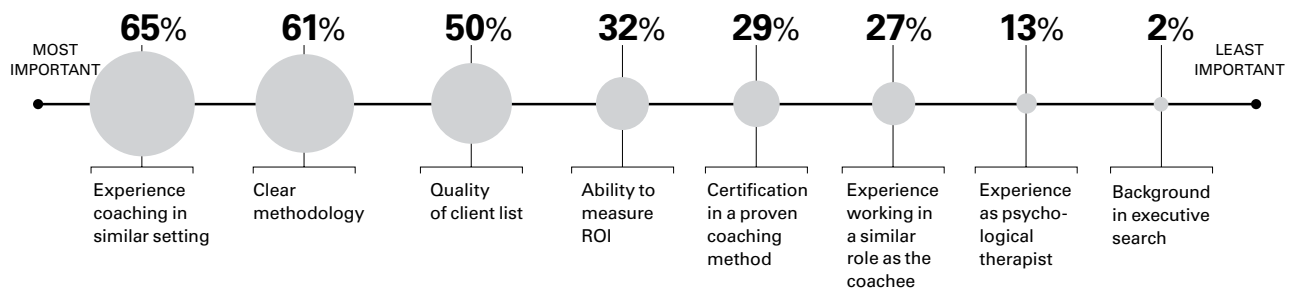 65%
61%
50%
32%
29%
27%
13%
2%
MOST
IMPORTANT
LEAST
IMPORTANT
Experience
coaching in
similar setting
Clear
methodology
Quality
of client list
Ability to
measure
ROI
Certification
in a proven
coaching
method
Experience
working in
a similar
role as the
coachee
Experience
as psycho-
logical
therapist
Background
in executive
search